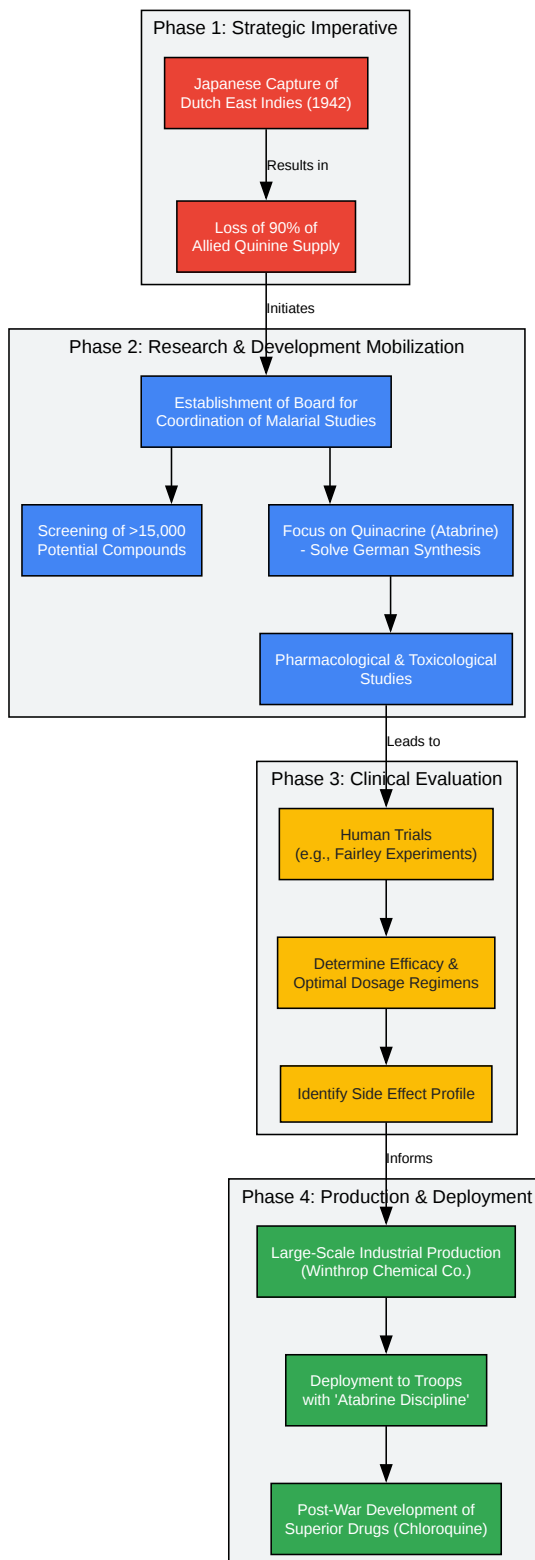 Phase 1: Strategic Imperative
Japanese Capture of
Dutch East Indies (1942)
Results in
Loss of 90% of
Allied Quinine Supply
Initiates
Phase 2: Research & Development Mobilization
Establishment of Board for
Coordination of Malarial Studies
Screening of >15,000
Potential Compounds
Focus on Quinacrine (Atabrine)
- Solve German Synthesis
Pharmacological & Toxicological
Studies
Leads to
Phase 3: Clinical Evaluation
Human Trials
(e.g., Fairley Experiments)
Determine Efficacy &
Optimal Dosage Regimens
Identify Side Effect Profile
Informs
Phase 4: Production & Deployment
Large-Scale Industrial Production
(Winthrop Chemical Co.)
Deployment to Troops
with 'Atabrine Discipline'
Post-War Development of
Superior Drugs (Chloroquine)